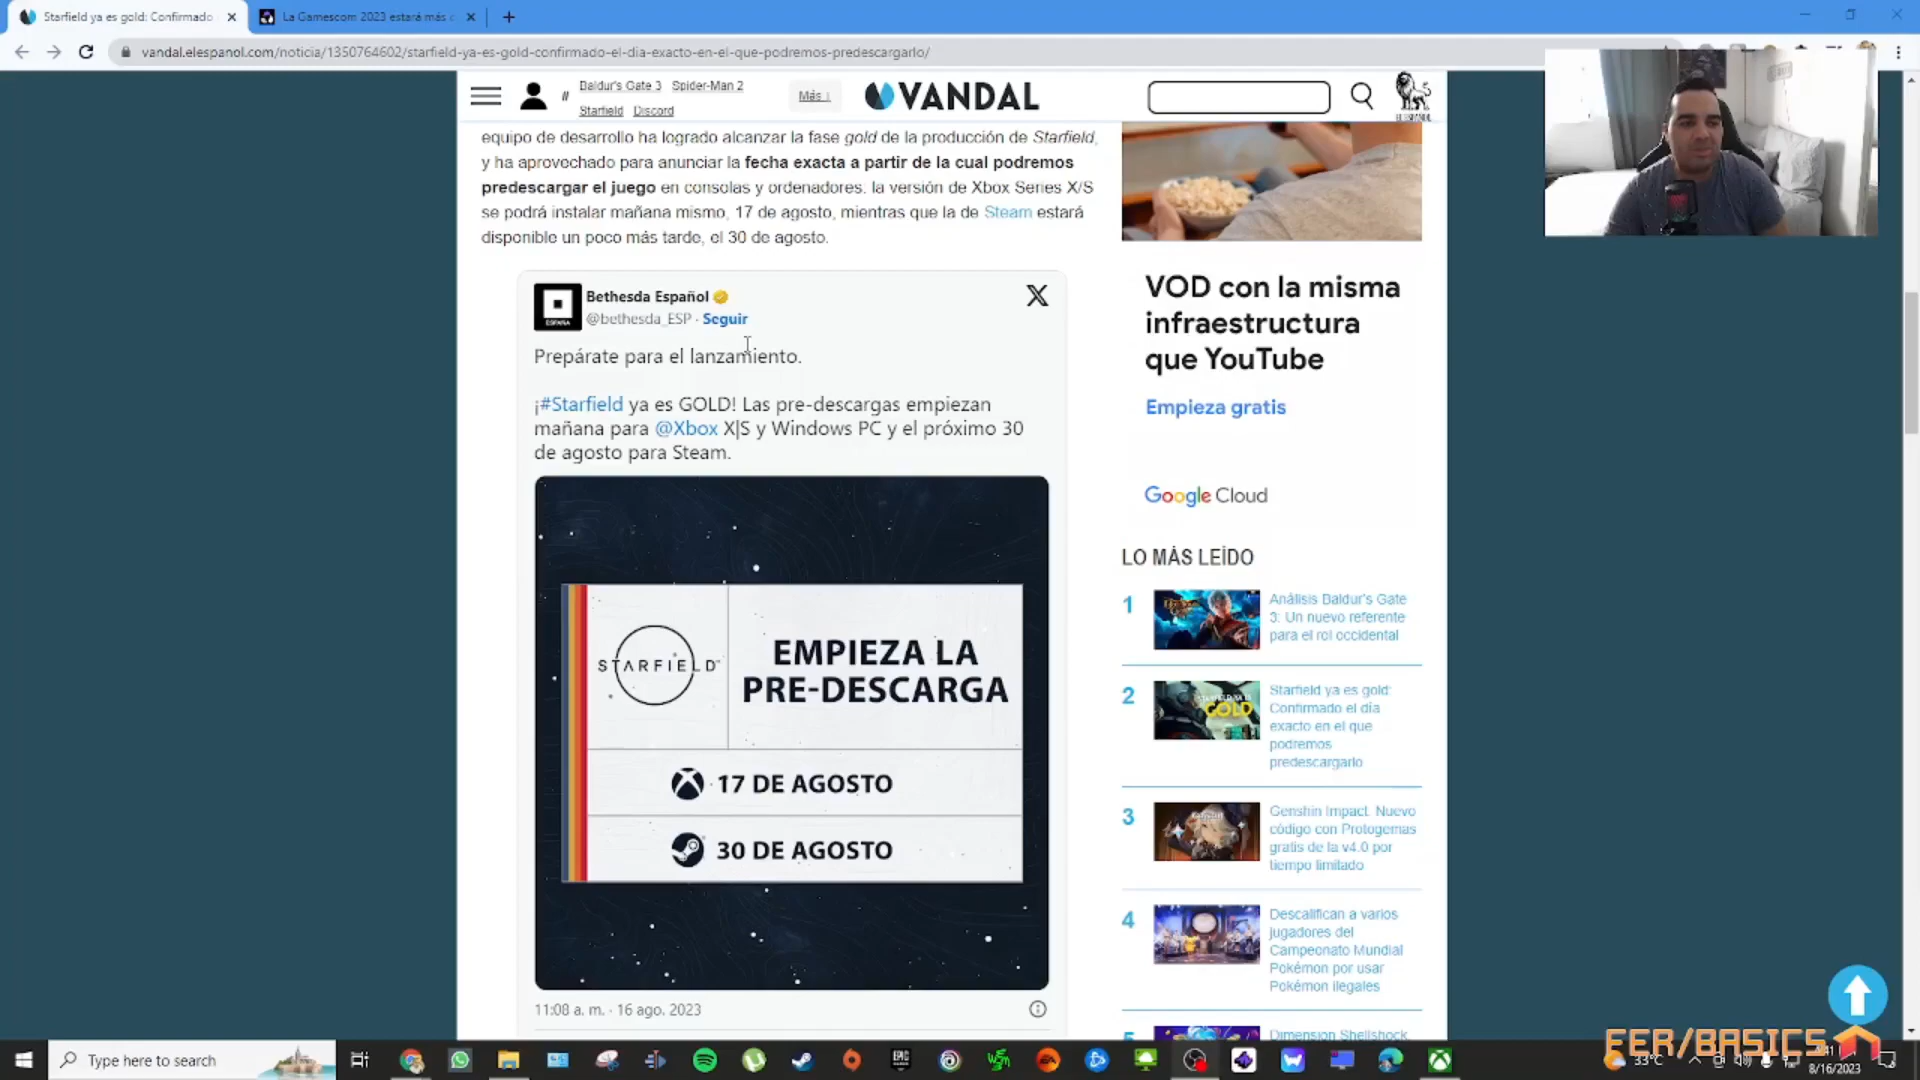 Starfield ya es gold: Confirmado
La Gamescom 2023 estará más
vandal.elespanol.com/noticia/1350764602/starfield-ya-es-gold-confirmado-el-dia-exacto-en-el-que-podremos-predescargarlo/
// Baldur's Gate 3 Spider-Man 2
Starfield Discord
Más ↓
VANDAL
EL ESPAÑOL
equipo de desarrollo ha logrado alcanzar la fase gold de la producción de Starfield,
y ha aprovechado para anunciar la fecha exacta a partir de la cual podremos
predescargar el juego en consolas y ordenadores. la versión de Xbox Series X/S
se podrá instalar mañana mismo, 17 de agosto, mientras que la de Steam estará
disponible un poco más tarde, el 30 de agosto.
ESPAÑA
Bethesda Español
@bethesda_ESP · Seguir
Prepárate para el lanzamiento.
¡#Starfield ya es GOLD! Las pre-descargas empiezan
mañana para @Xbox X|S y Windows PC y el próximo 30
de agosto para Steam.
STARFIELD
EMPIEZA LA
PRE-DESCARGA
17 DE AGOSTO
30 DE AGOSTO
11:08 a. m. · 16 ago. 2023
VOD con la misma
infraestructura
que YouTube
Empieza gratis
Google Cloud
LO MÁS LEÍDO
1
Análisis Baldur's Gate
3: Un nuevo referente
para el rol occidental
2
GOLD
Starfield ya es gold:
Confirmado el día
exacto en el que
podremos
predescargarlo
3
Genshin Impact: Nuevo
código con Protogemas
gratis de la v4.0 por
tiempo limitado
4
Descalifican a varios
jugadores del
Campeonato Mundial
Pokémon por usar
Pokémon ilegales
Dimension Shellshock,
FER/BASICS
Type here to search
EPIC
33°C
8/16/2023